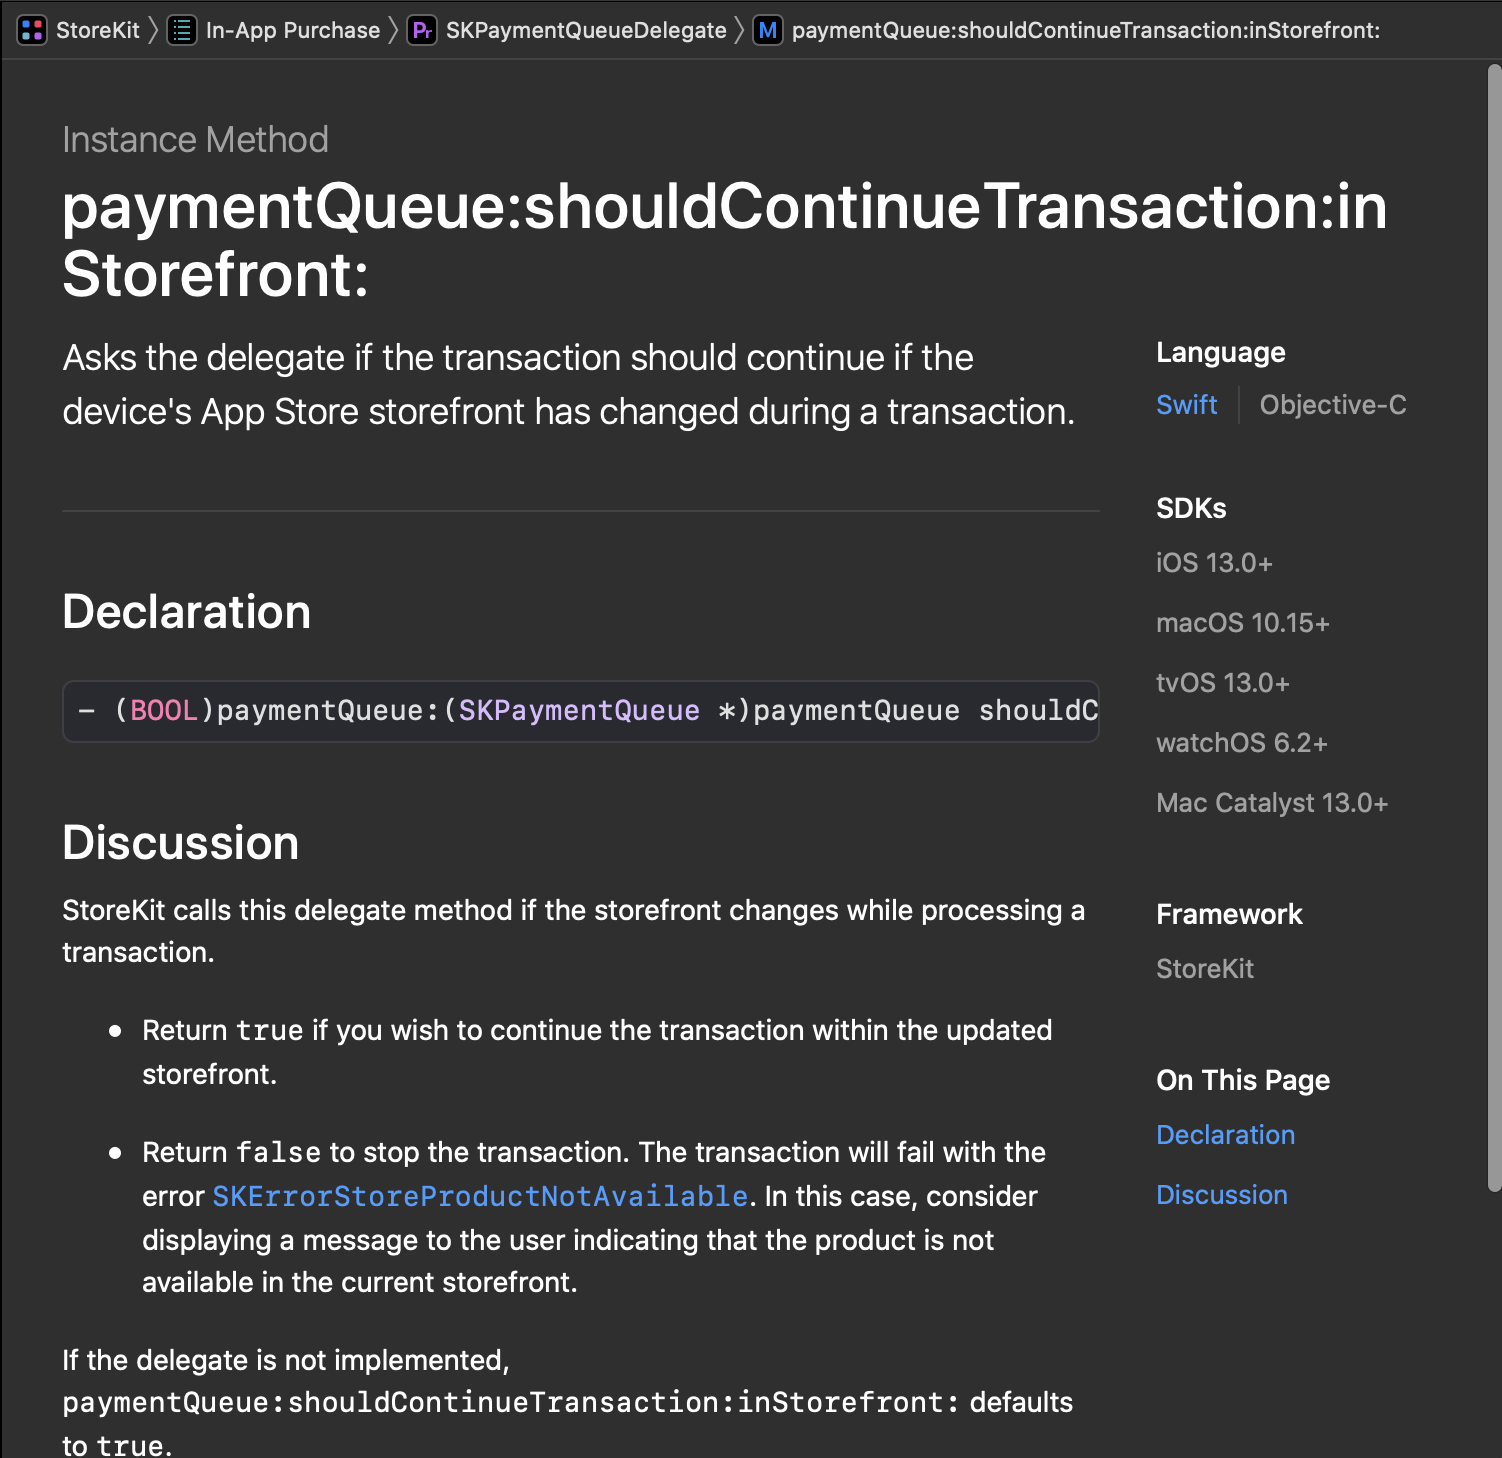 StoreKit 〉 In-App Purchase 〉 Pr SKPaymentQueueDelegate 〉 M paymentQueue:shouldContinueTransaction:inStorefront:
Instance Method
paymentQueue:shouldContinueTransaction:in
Storefront:
Asks the delegate if the transaction should continue if the
device's App Store storefront has changed during a transaction.
Language
Swift | Objective-C
SDKs
iOS 13.0+
macOS 10.15+
tvOS 13.0+
watchOS 6.2+
Mac Catalyst 13.0+
Framework
StoreKit
On This Page
Declaration
Discussion
Declaration
- (BOOL)paymentQueue:(SKPaymentQueue *)paymentQueue shouldC
Discussion
StoreKit calls this delegate method if the storefront changes while processing a
transaction.
• Return true if you wish to continue the transaction within the updated
storefront.
• Return false to stop the transaction. The transaction will fail with the
error SKErrorStoreProductNotAvailable. In this case, consider
displaying a message to the user indicating that the product is not
available in the current storefront.
If the delegate is not implemented,
paymentQueue:shouldContinueTransaction:inStorefront: defaults
to true.